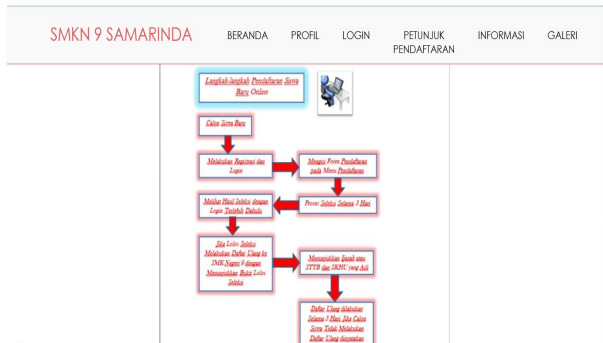 SMKN 9 SAMARINDA
BERANDA
PROFIL
LOGIN
PETUNJUK
PENDAFTARAN
INFORMASI
GALERI
Langkah-langkah Pendaftaran Siswa
Baru Online
Calon Siswa Baru
Melakukan Registrasi dan
Login
Mengisi Form Pendaftaran
pada Menu Pendaftaran
Proses Seleksi Selama 3 Hari
Melihat Hasil Seleksi dengan
Login Terlebih Dahulu
Jika Lolos Seleksi
Melakukan Daftar Ulang ke
SMK Negeri 9 dengan
Menunjukkan Bukti Lolos
Seleksi
Menunjukkan Ijazah atau
STTB dan SKHU yang Asli
Daftar Ulang dilakukan
Selama 3 Hari. Jika Calon
Siswa Tidak Melakukan
Daftar Ulang dinyatakan